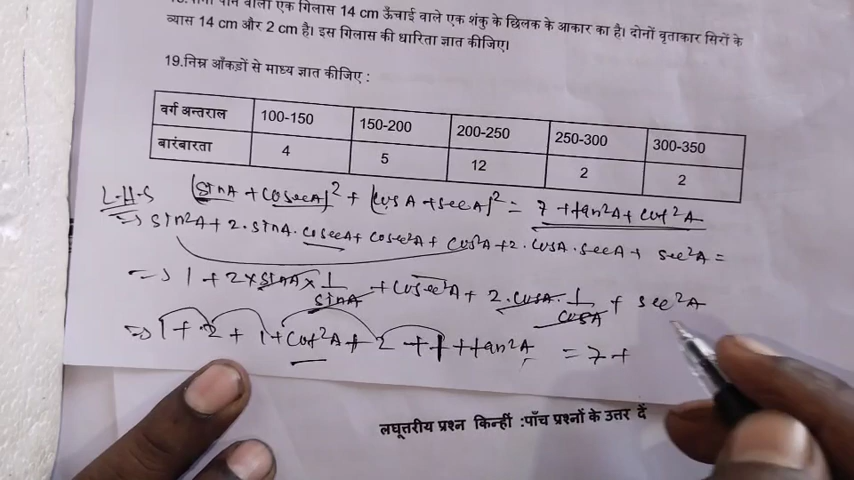 वाला एक गिलास 14 cm ऊँचाई वाले एक शंकु के छिन्नक के आकार का है। दोनों वृताकार सिरों के
व्यास 14 cm और 2 cm है। इस गिलास की धारिता ज्ञात कीजिए।
19.निम्न आँकड़ों से माध्य ज्ञात कीजिए :
वर्ग अन्तराल 100-150 150-200 200-250 250-300 300-350
बारंबारता 4 5 12 2 2
L.H.S (sinA + cosecA)² + (cosA + secA)² = 7 + tan²A + cot²A
=> sin²A + 2.sinA.cosecA + cosec²A + cos²A + 2.cosA.secA + sec²A =
=> 1 + 2 × sinA × 1/sinA + cosec²A + 2.cosA.1/cosA + sec²A
=> 1 + 2 + 1 + cot²A + 2 + 1 + tan²A = 7 +
लघूत्तरीय प्रश्न किन्हीं :पाँच प्रश्नों के उत्तर दें